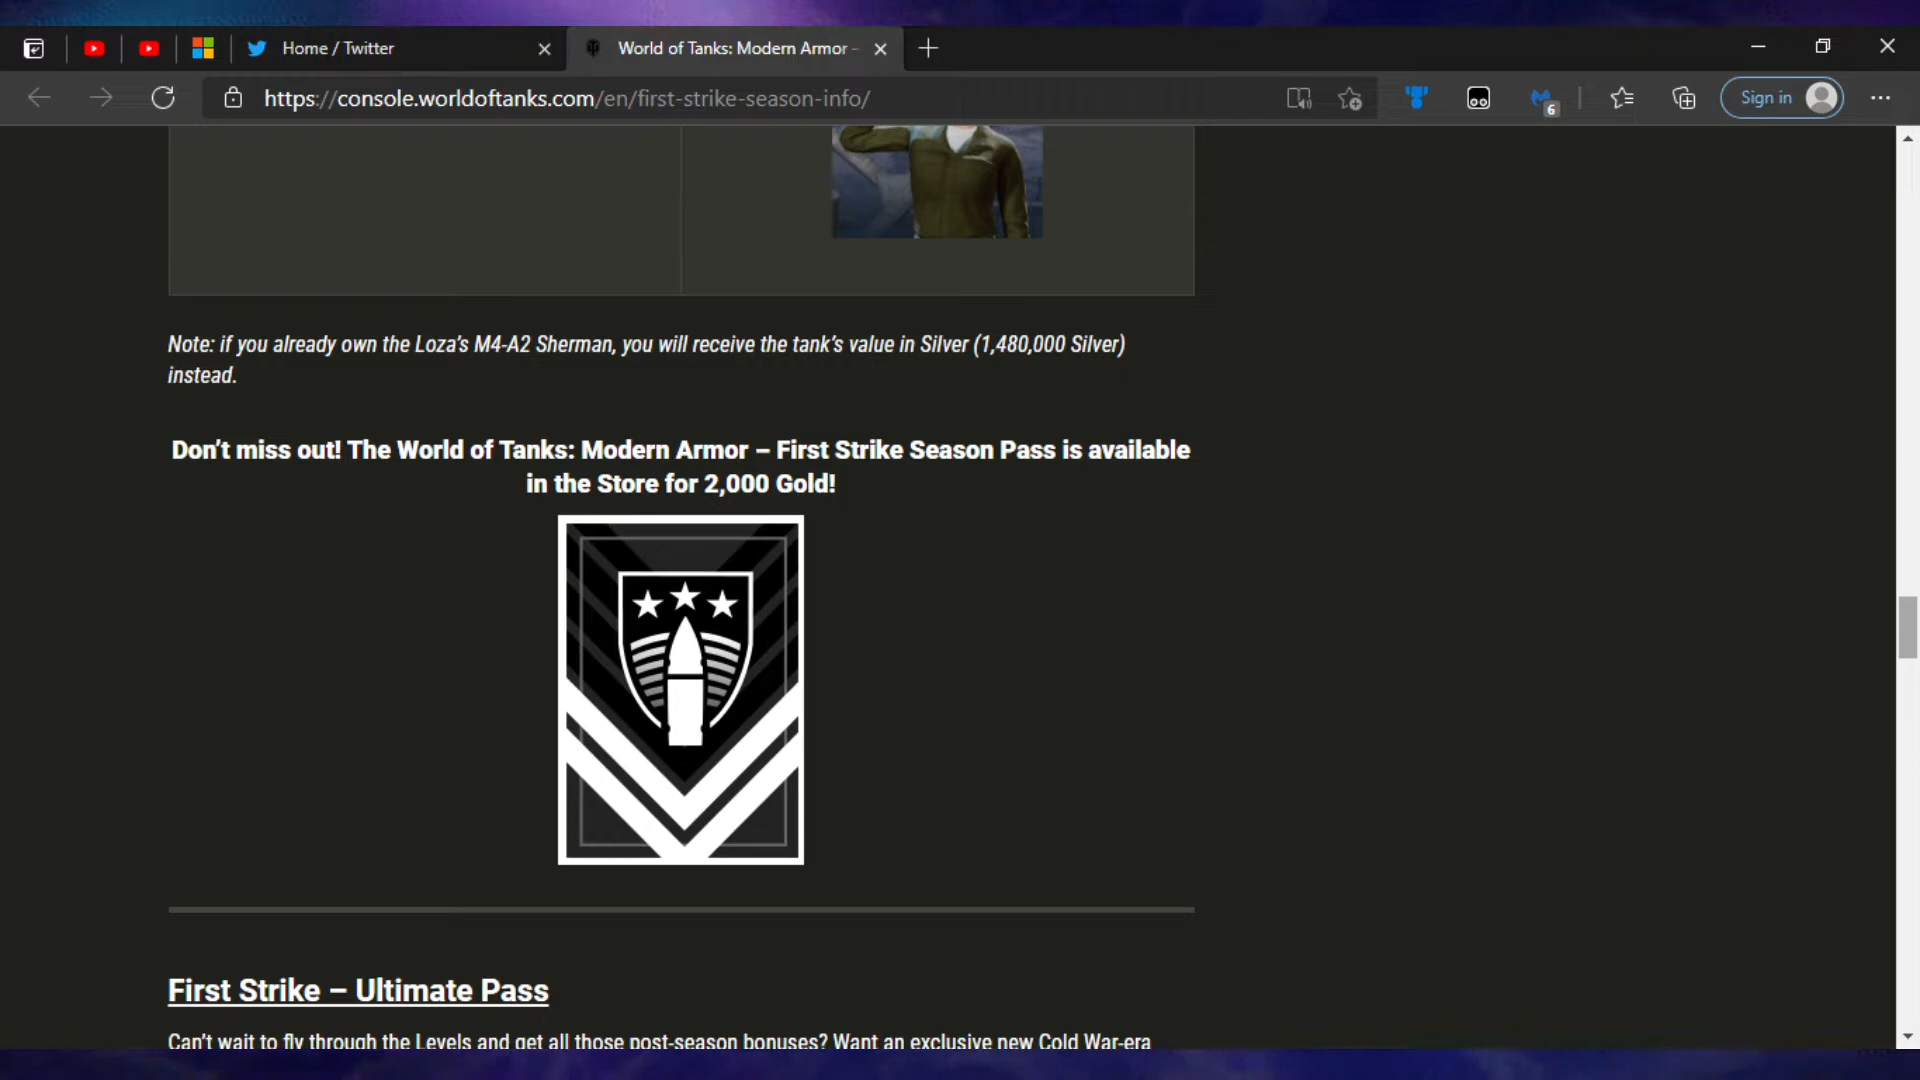 Home / Twitter
World of Tanks: Modern Armor -
https://console.worldoftanks.com/en/first-strike-season-info/
6
Sign in
Note: if you already own the Loza's M4-A2 Sherman, you will receive the tank's value in Silver (1,480,000 Silver)
instead.
Don't miss out! The World of Tanks: Modern Armor – First Strike Season Pass is available
in the Store for 2,000 Gold!
First Strike – Ultimate Pass
Can't wait to fly through the Levels and get all those post-season bonuses? Want an exclusive new Cold War-era